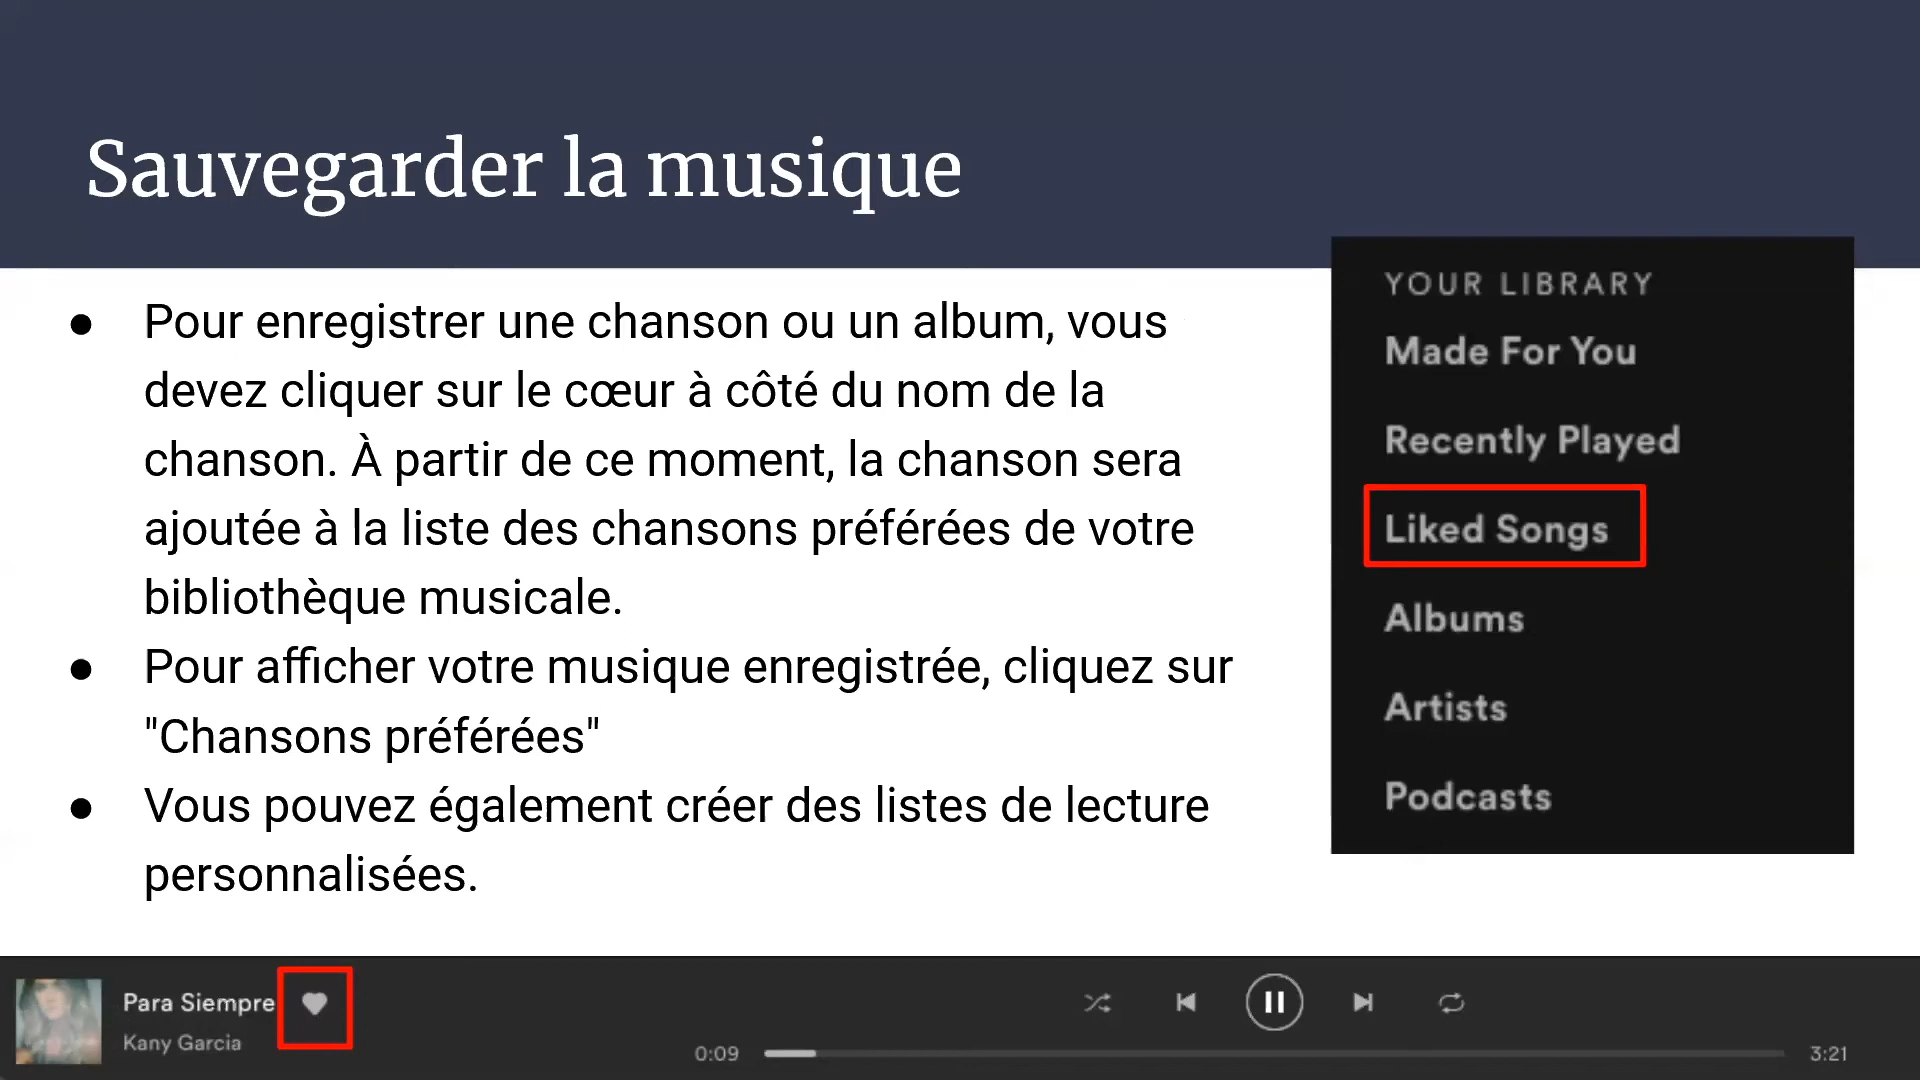 Sauvegarder la musique
● Pour enregistrer une chanson ou un album, vous
devez cliquer sur le cœur à côté du nom de la
chanson. À partir de ce moment, la chanson sera
ajoutée à la liste des chansons préférées de votre
bibliothèque musicale.
● Pour afficher votre musique enregistrée, cliquez sur
"Chansons préférées"
● Vous pouvez également créer des listes de lecture
personnalisées.
YOUR LIBRARY
Made For You
Recently Played
Liked Songs
Albums
Artists
Podcasts
Para Siempre
Kany Garcia
0:09
3:21